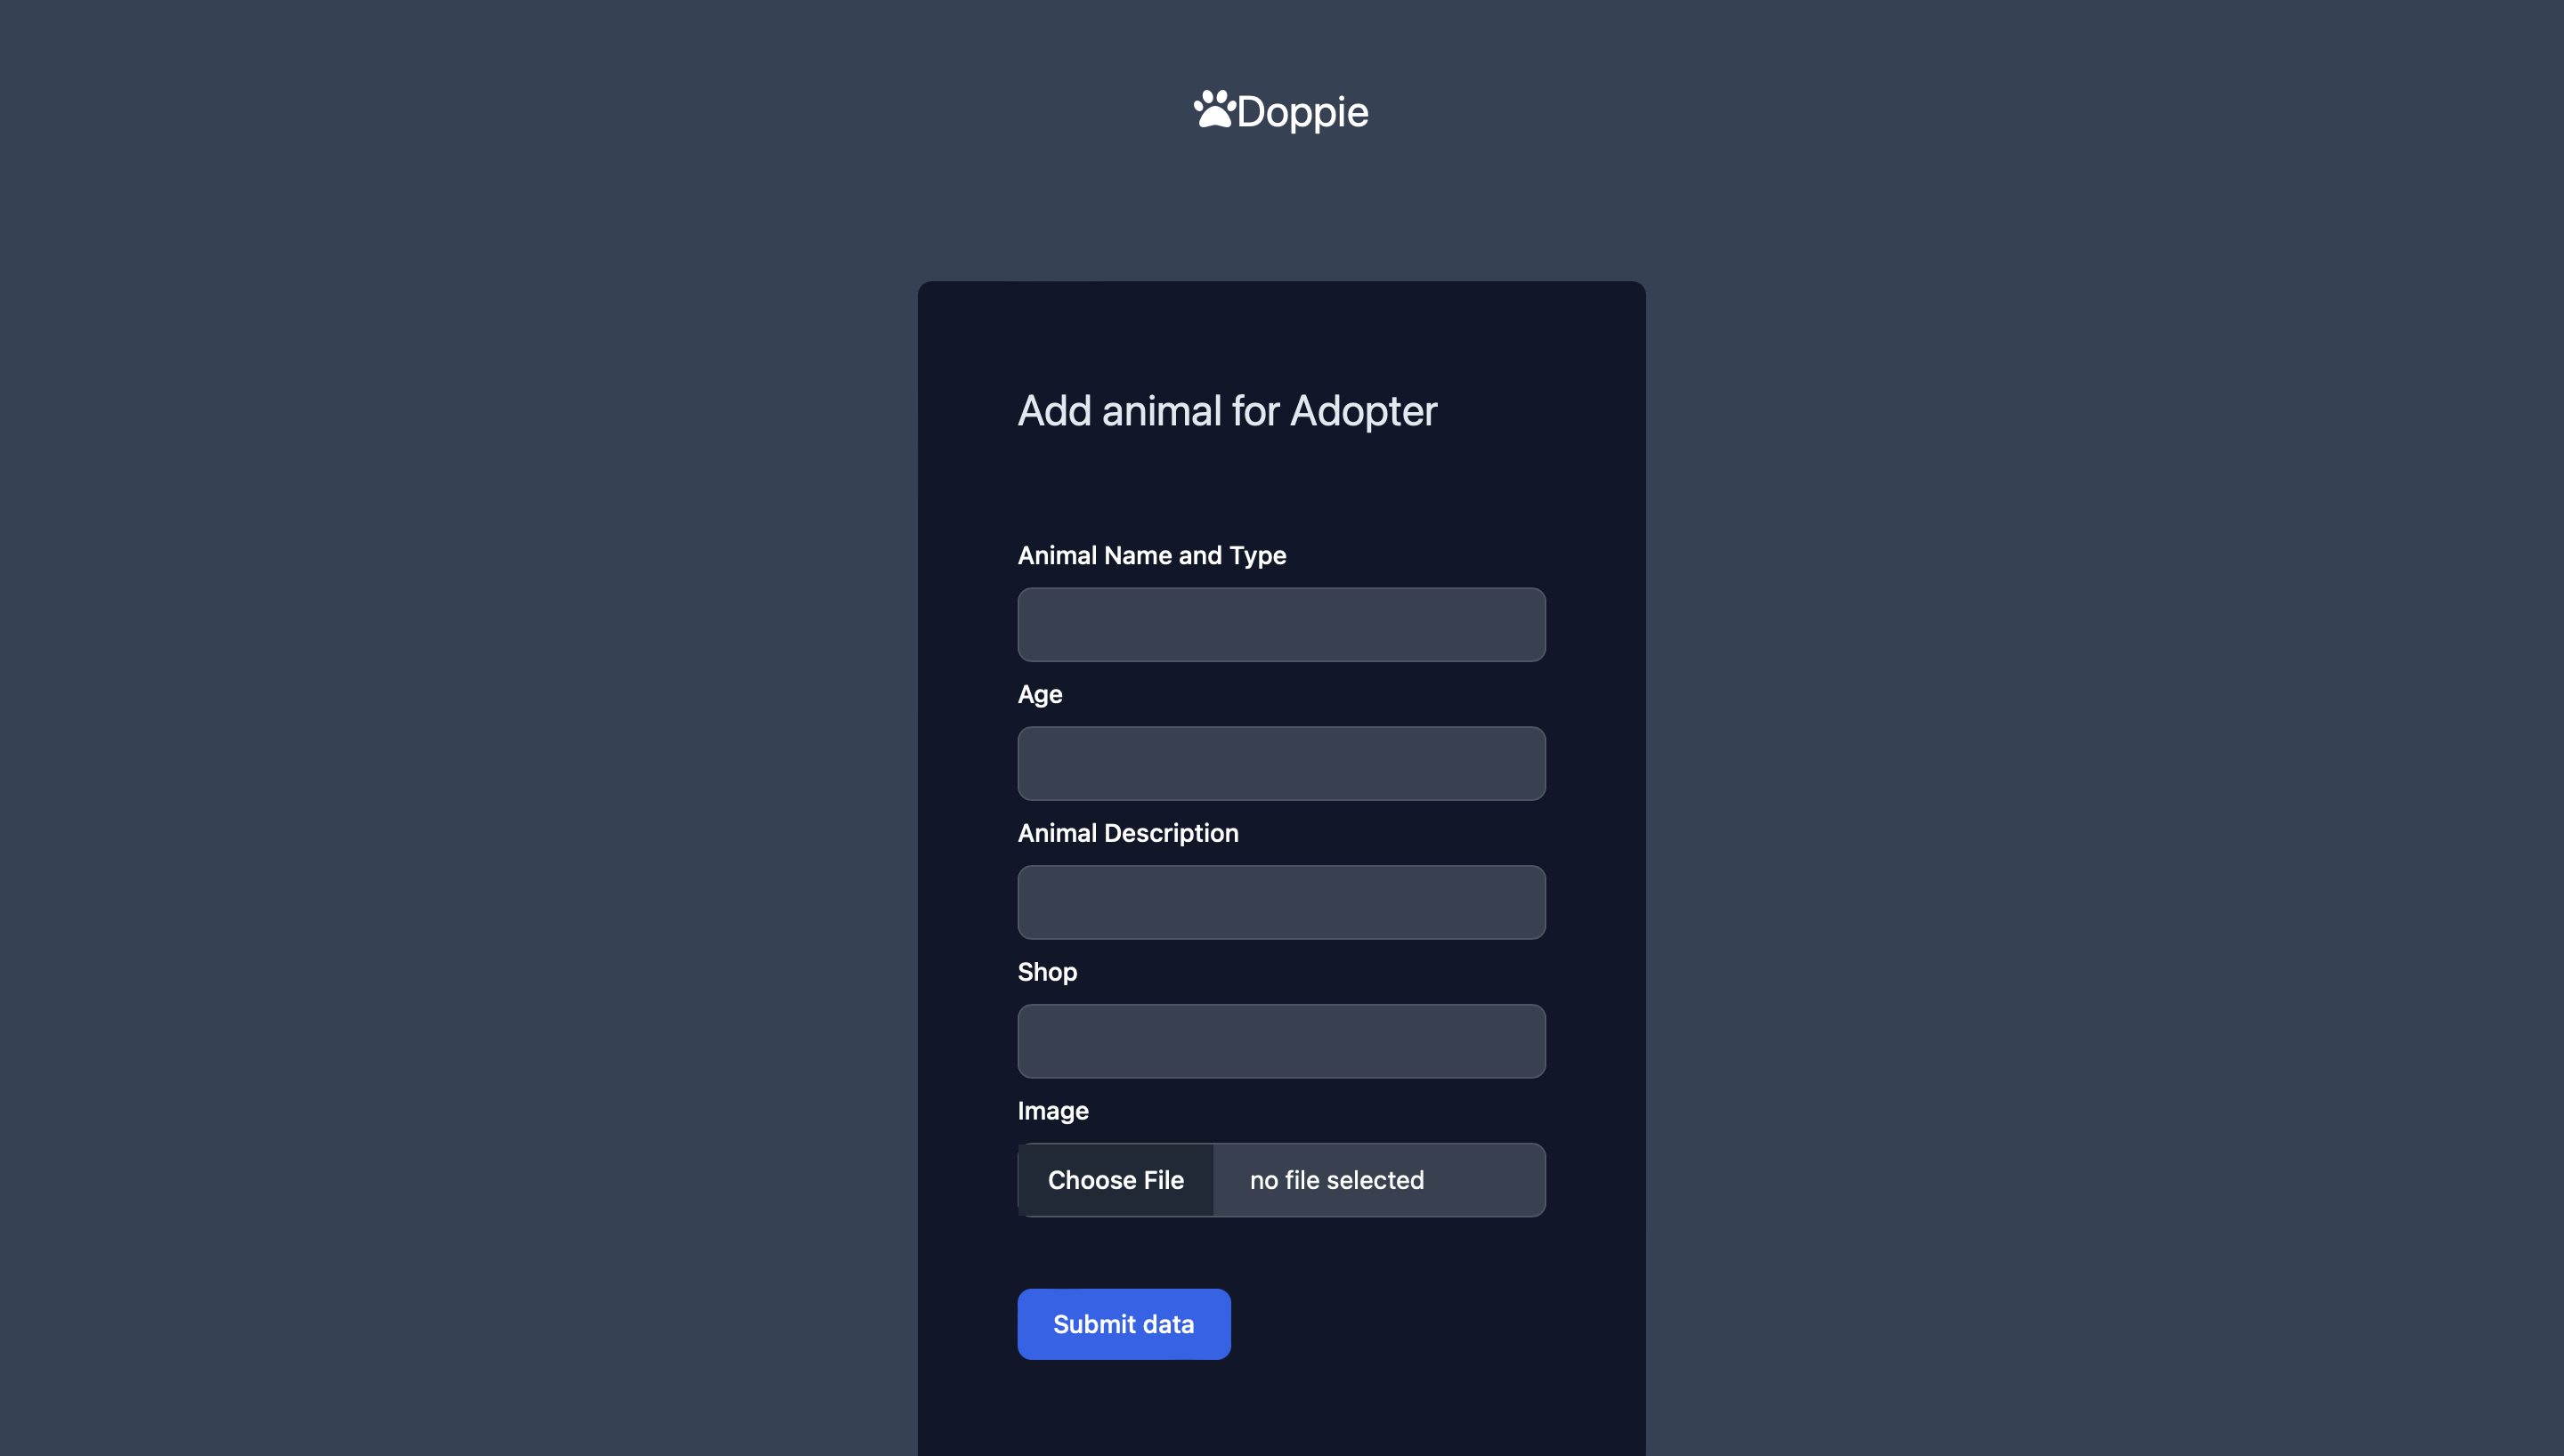 Doppie
Add animal for Adopter
Animal Name and Type
Age
Animal Description
Shop
Image
Choose File no file selected
Submit data